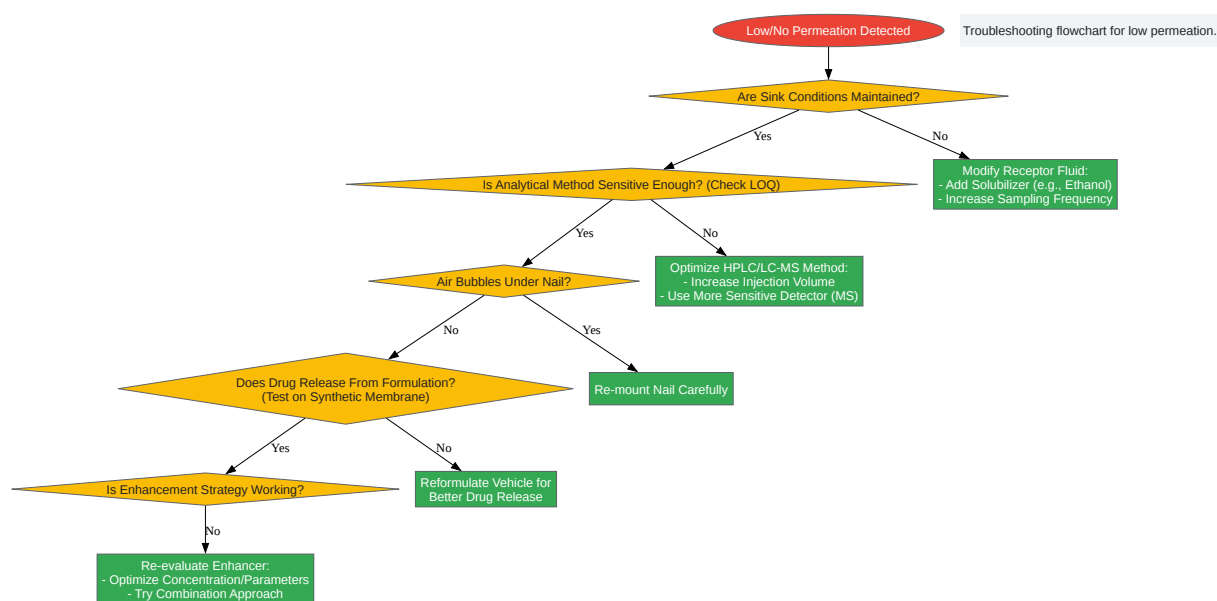 Low/No Permeation Detected
Troubleshooting flowchart for low permeation.
Are Sink Conditions Maintained?
Yes
No
Modify Receptor Fluid:
- Add Solubilizer (e.g., Ethanol)
- Increase Sampling Frequency
Is Analytical Method Sensitive Enough? (Check LOQ)
Yes
No
Optimize HPLC/LC-MS Method:
- Increase Injection Volume
- Use More Sensitive Detector (MS)
Air Bubbles Under Nail?
No
Yes
Re-mount Nail Carefully
Does Drug Release From Formulation?
(Test on Synthetic Membrane)
Yes
No
Reformulate Vehicle for
Better Drug Release
Is Enhancement Strategy Working?
No
Re-evaluate Enhancer:
- Optimize Concentration/Parameters
- Try Combination Approach